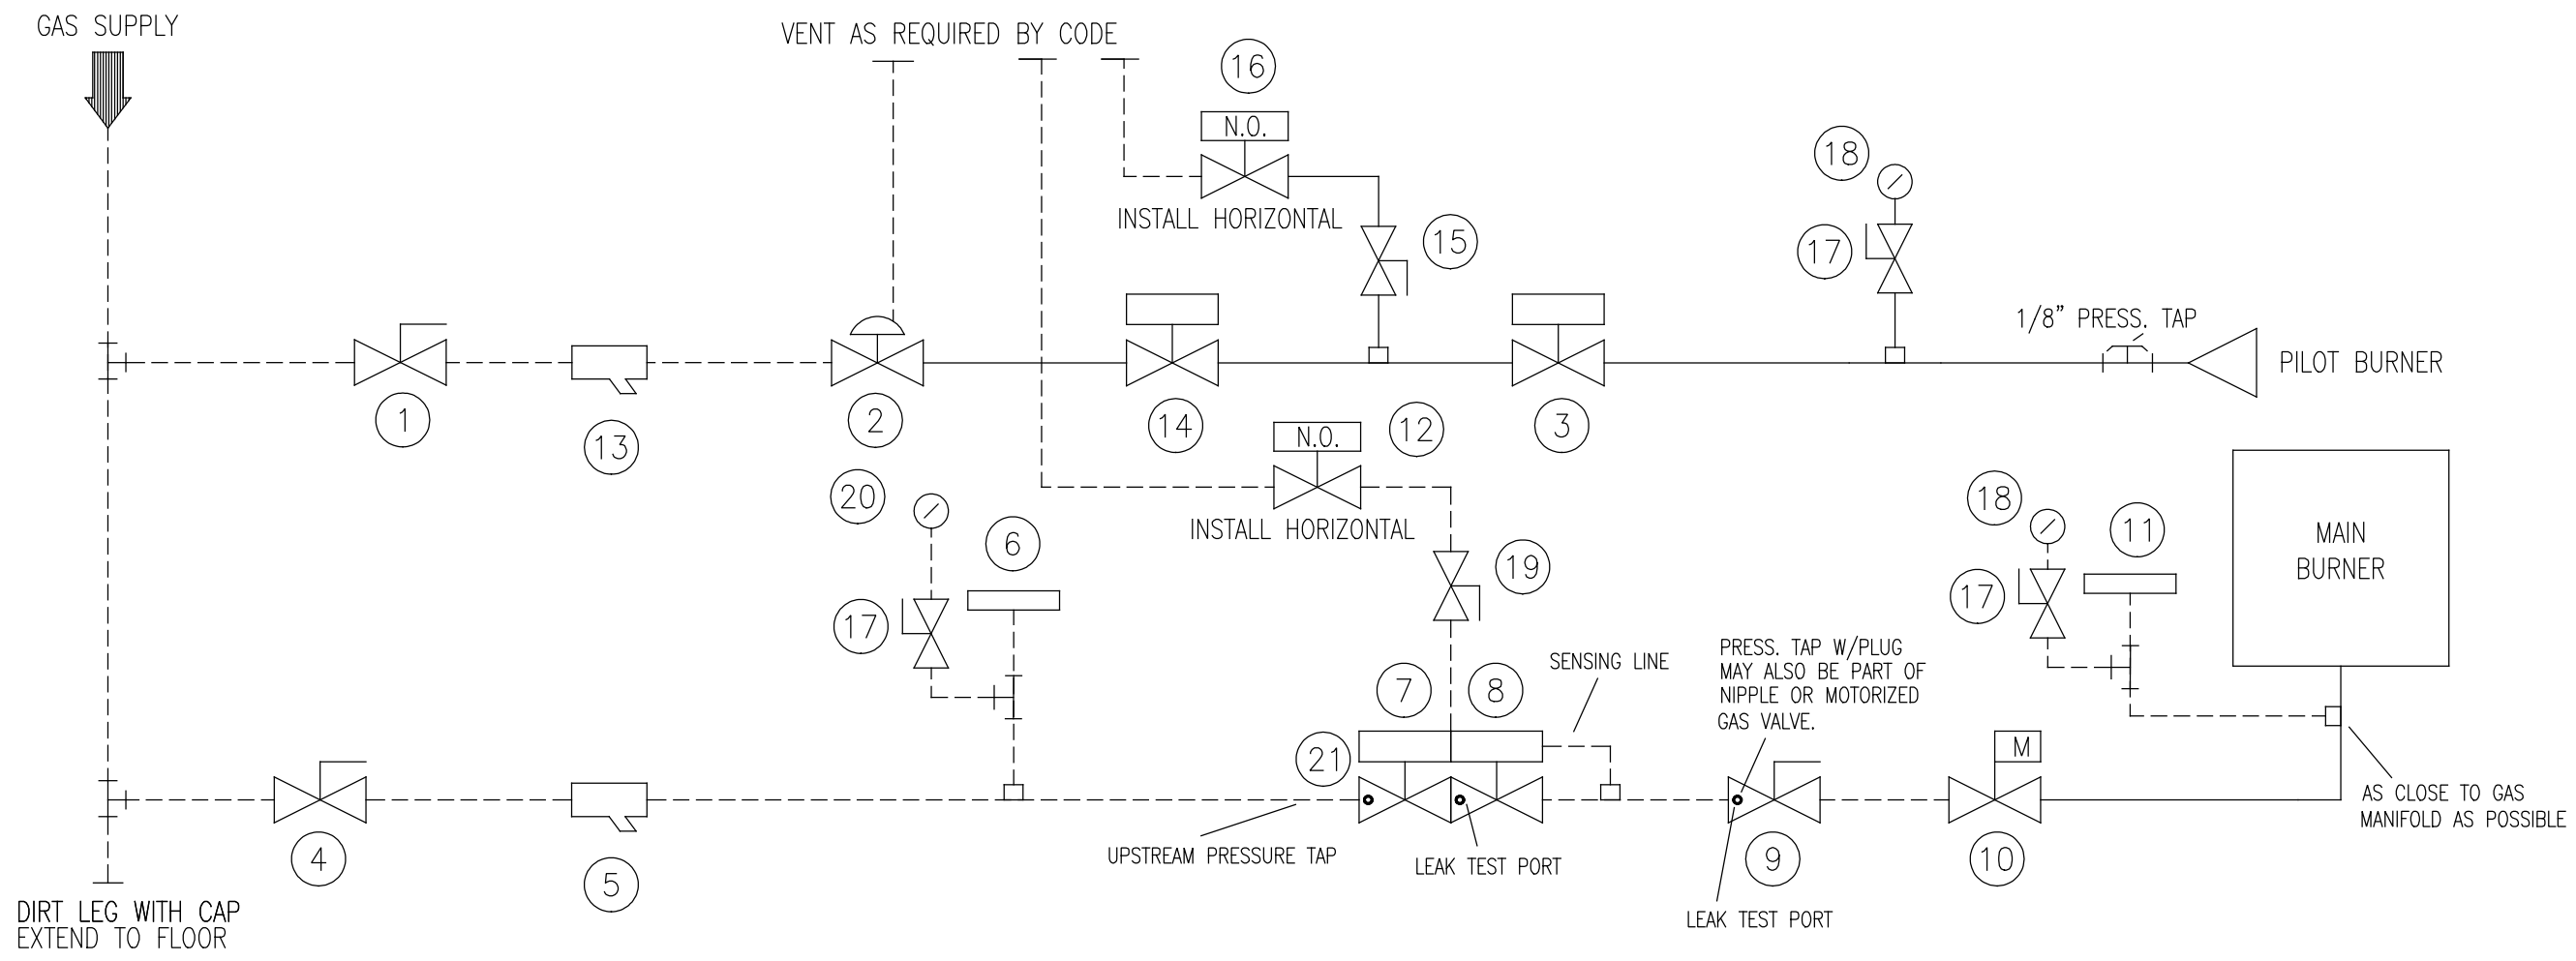 GAS SUPPLY
VENT AS REQUIRED BY CODE
16
N.O.
INSTALL HORIZONTAL
15
18
17
1/8" PRESS. TAP
PILOT BURNER
1
13
2
14
3
12
N.O.
INSTALL HORIZONTAL
20
6
17
19
18
11
17
MAIN
BURNER
7
8
21
SENSING LINE
PRESS. TAP W/PLUG
MAY ALSO BE PART OF
NIPPLE OR MOTORIZED
GAS VALVE.
M
4
5
UPSTREAM PRESSURE TAP
LEAK TEST PORT
9
10
LEAK TEST PORT
AS CLOSE TO GAS
MANIFOLD AS POSSIBLE
DIRT LEG WITH CAP
EXTEND TO FLOOR